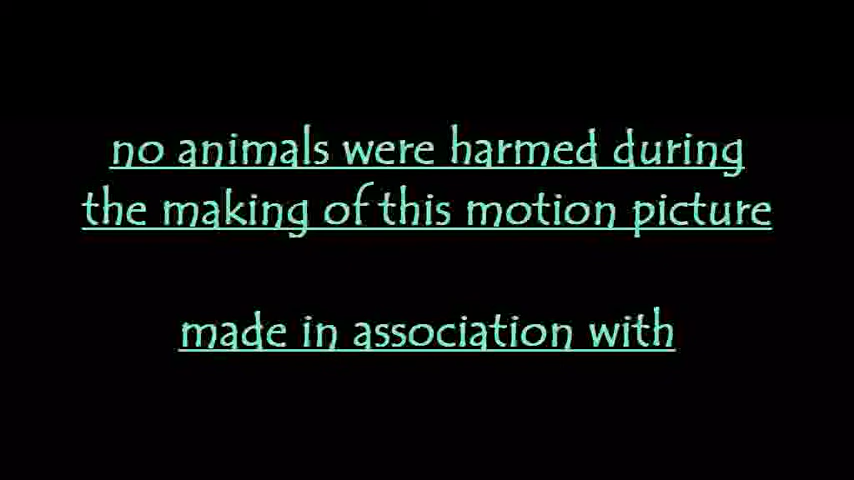 no animals were harmed during
the making of this motion picture
made in association with